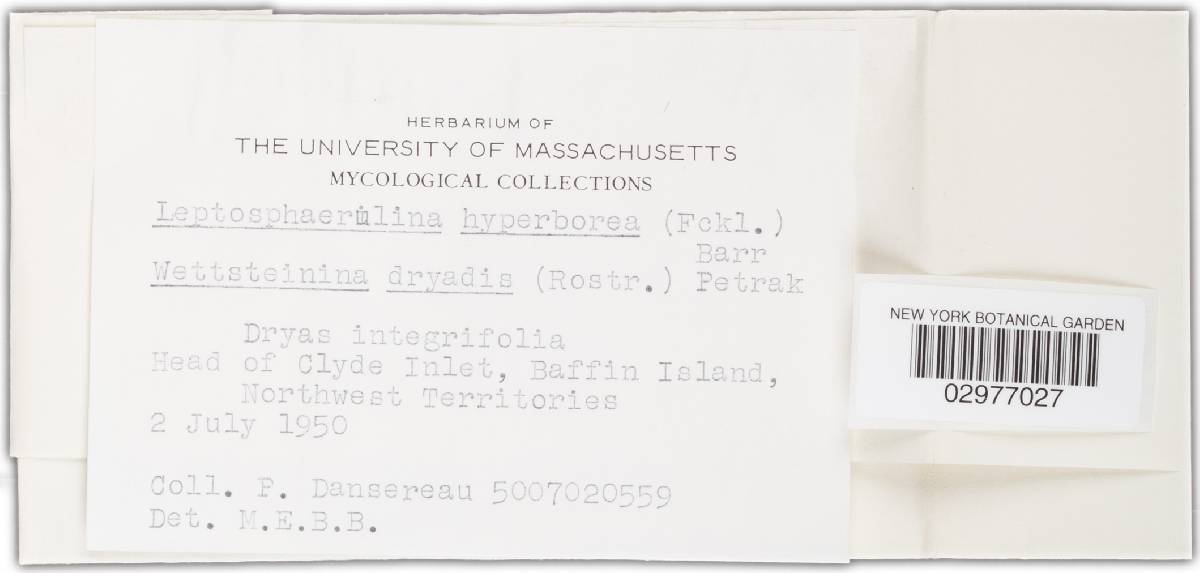 HERBARIUM OF
THE UNIVERSITY OF MASSACHUSETTS
MYCOLOGICAL COLLECTIONS
Leptosphaerulina hyperborea (Fckl.)
Barr
Wettsteinina dryadis (Rostr.) Petrak
Dryas integrifolia
Head of Clyde Inlet, Baffin Island,
Northwest Territories
2 July 1950
Coll. P. Dansereau 5007020559
Det. M.E.B.B.
NEW YORK BOTANICAL GARDEN
02977027